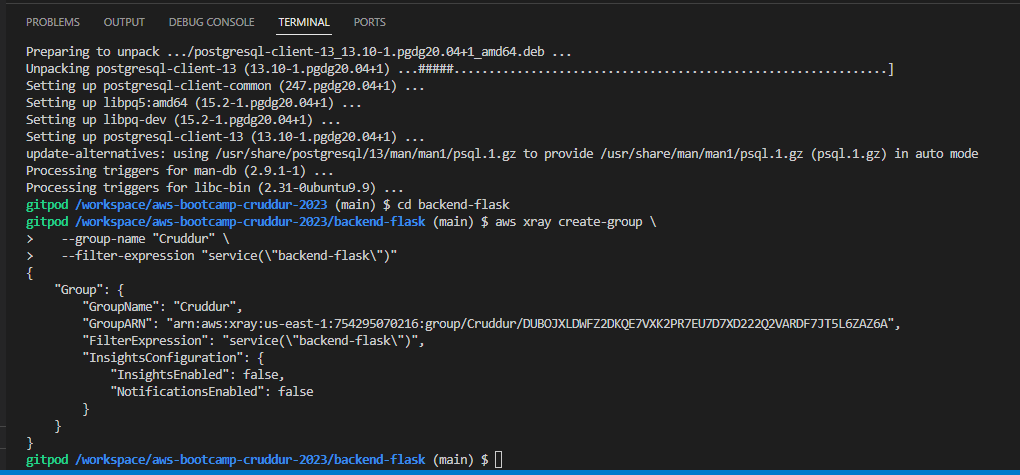 PROBLEMS OUTPUT DEBUG CONSOLE TERMINAL PORTS
Preparing to unpack .../postgresql-client-13_13.10-1.pgdg20.04+1_amd64.deb ...
Unpacking postgresql-client-13 (13.10-1.pgdg20.04+1) ...#####...............................................................]
Setting up postgresql-client-common (247.pgdg20.04+1) ...
Setting up libpq5:amd64 (15.2-1.pgdg20.04+1) ...
Setting up libpq-dev (15.2-1.pgdg20.04+1) ...
Setting up postgresql-client-13 (13.10-1.pgdg20.04+1) ...
update-alternatives: using /usr/share/postgresql/13/man/man1/psql.1.gz to provide /usr/share/man/man1/psql.1.gz (psql.1.gz) in auto mode
Processing triggers for man-db (2.9.1-1) ...
Processing triggers for libc-bin (2.31-0ubuntu9.9) ...
gitpod /workspace/aws-bootcamp-cruddur-2023 (main) $ cd backend-flask
gitpod /workspace/aws-bootcamp-cruddur-2023/backend-flask (main) $ aws xray create-group \
>    --group-name "Cruddur" \
>    --filter-expression "service(\"backend-flask\")"
{
    "Group": {
        "GroupName": "Cruddur",
        "GroupARN": "arn:aws:xray:us-east-1:754295070216:group/Cruddur/DUBOJXLDWFZ2DKQE7VXK2PR7EU7D7XD222Q2VARDF7JT5L6ZAZ6A",
        "FilterExpression": "service(\"backend-flask\")",
        "InsightsConfiguration": {
            "InsightsEnabled": false,
            "NotificationsEnabled": false
        }
    }
}
gitpod /workspace/aws-bootcamp-cruddur-2023/backend-flask (main) $